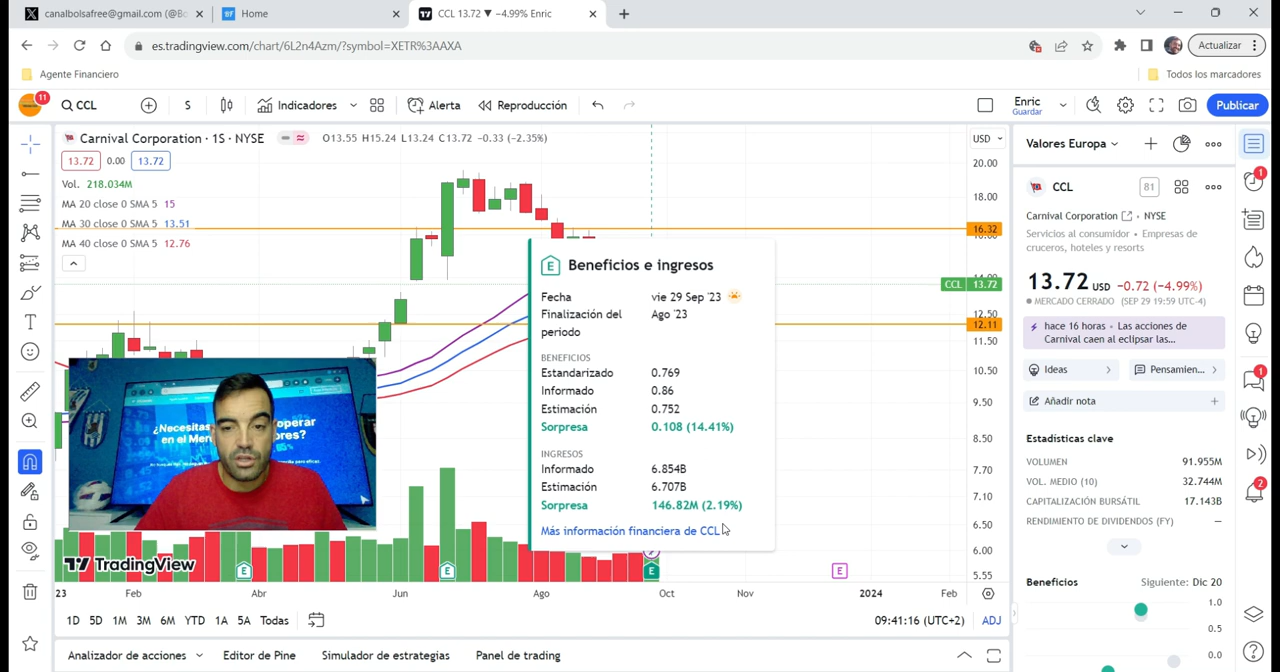 canalbolsafree@gmail.com (@Bo
Home
CCL 13.72 ▼ −4.99% Enric
es.tradingview.com/chart/6L2n4Azm/?symbol=XETR%3AAXA
Actualizar
Agente Financiero
Todos los marcadores
11
CCL
S
Indicadores
Alerta
Reproducción
Enric
Guardar
Publicar
Carnival Corporation · 1S · NYSE
O13.55 H15.24 L13.24 C13.72 −0.33 (−2.35%)
13.72
0.00
13.72
Vol. 218.034M
MA 20 close 0 SMA 5 15
MA 30 close 0 SMA 5 13.51
MA 40 close 0 SMA 5 12.76
USD
20.00
18.00
16.32
CCL 13.72
12.50
12.11
11.50
10.50
9.50
8.50
7.70
7.10
6.50
6.00
5.55
Beneficios e ingresos
Fecha vie 29 Sep '23
Finalización del periodo Ago '23
BENEFICIOS
Estandarizado 0.769
Informado 0.86
Estimación 0.752
Sorpresa 0.108 (14.41%)
INGRESOS
Informado 6.854B
Estimación 6.707B
Sorpresa 146.82M (2.19%)
Más información financiera de CCL
¿Necesitas
operar
en el Mer
ores?
TradingView
E
E
E
E
23
Feb
Abr
Jun
Ago
Oct
Nov
2024
Feb
1D 5D 1M 3M 6M YTD 1A 5A Todas
09:41:16 (UTC+2)
ADJ
Analizador de acciones
Editor de Pine
Simulador de estrategias
Panel de trading
Valores Europa
CCL
81
Carnival Corporation · NYSE
Servicios al consumidor • Empresas de
cruceros, hoteles y resorts
13.72 USD −0.72 (−4.99%)
MERCADO CERRADO (SEP 29 19:59 UTC-4)
hace 16 horas • Las acciones de
Carnival caen al eclipsar las...
Ideas
Pensamien...
Añadir nota
Estadísticas clave
VOLUMEN 91.955M
VOL. MEDIO (10) 32.744M
CAPITALIZACIÓN BURSÁTIL 17.143B
RENDIMIENTO DE DIVIDENDOS (FY) —
Beneficios
Siguiente: Dic 20
1.0
0.5
0.0
1
1
2